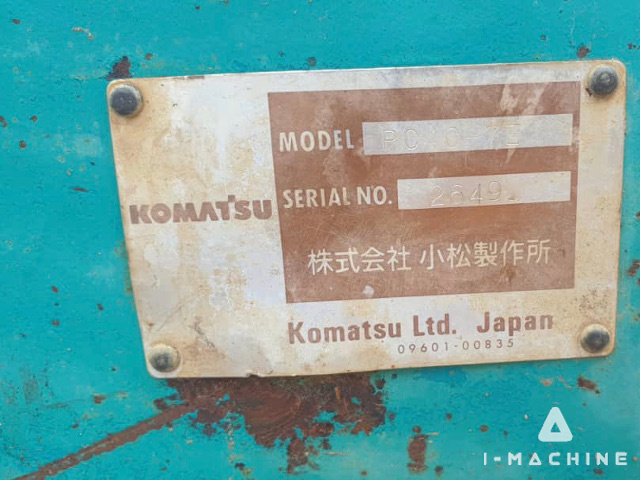 KOMATSU
MODEL
SERIAL NO.
株式会社 小松製作所
Komatsu Ltd. Japan
09601-00835
I-MACHINE